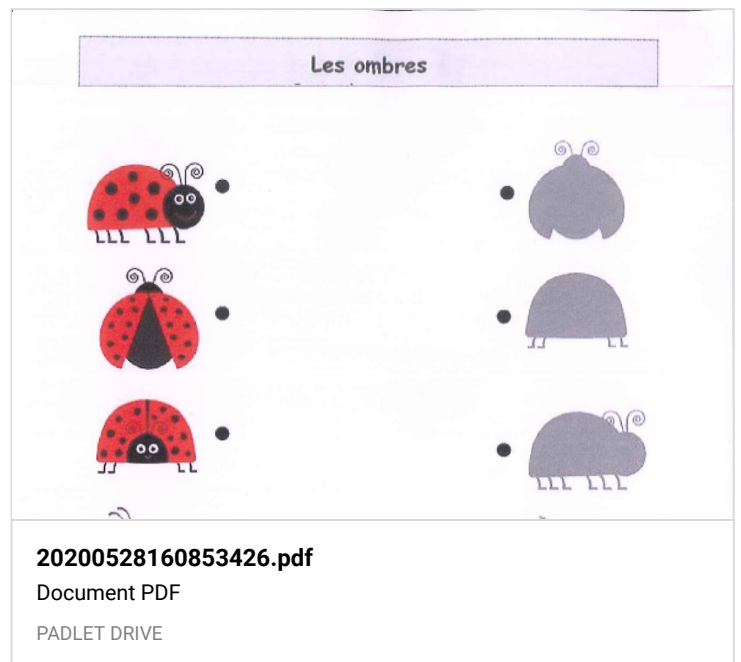 Les ombres
20200528160853426.pdf
Document PDF
PADLET DRIVE